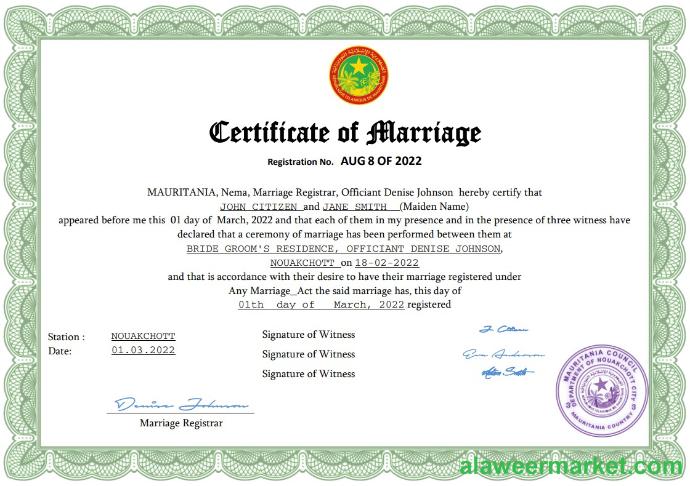 Certificate of Marriage
Registration No. AUG 8 OF 2022
MAURITANIA, Nema, Marriage Registrar, Officiant Denise Johnson hereby certify that
JOHN CITIZEN and JANE SMITH (Maiden Name)
appeared before me this 01 day of March, 2022 and that each of them in my presence and in the presence of three witness have
declared that a ceremony of marriage has been performed between them at
BRIDE GROOM'S RESIDENCE, OFFICIANT DENISE JOHNSON,
NOUAKCHOTT on 18-02-2022
and that is accordance with their desire to have their marriage registered under
Any Marriage_Act the said marriage has, this day of
01th day of March, 2022 registered
Station : NOUAKCHOTT
Date: 01.03.2022
Signature of Witness J. Citizen
Signature of Witness Eva Anderson
Signature of Witness
Denise Johnson
Marriage Registrar
MAURITANIA COUNCIL
DEPARTMENT OF NOUAKCHOTT CITY
MAURITANIA COUNTRY
alaweermarket.com